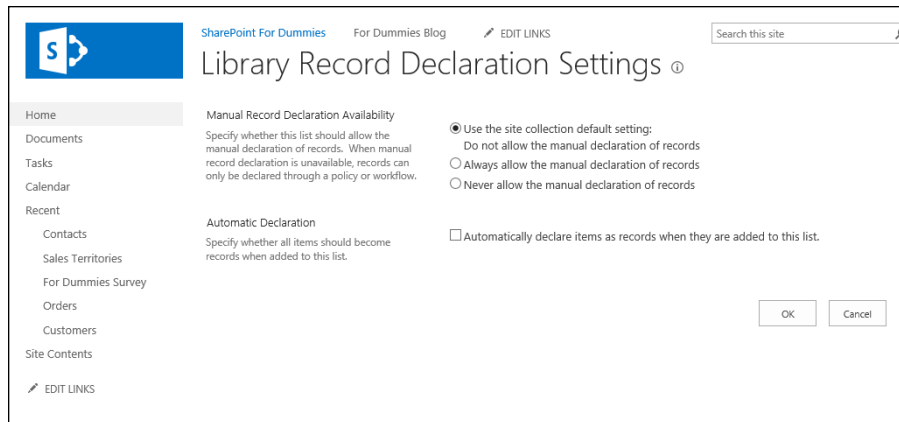 S
SharePoint For Dummies For Dummies Blog EDIT LINKS Search this site
Library Record Declaration Settings
Home
Documents
Tasks
Calendar
Recent
Contacts
Sales Territories
For Dummies Survey
Orders
Customers
Site Contents
EDIT LINKS
Manual Record Declaration Availability
Specify whether this list should allow the
manual declaration of records. When manual
record declaration is unavailable, records can
only be declared through a policy or workflow.
Use the site collection default setting:
Do not allow the manual declaration of records
Always allow the manual declaration of records
Never allow the manual declaration of records
Automatic Declaration
Specify whether all items should become
records when added to this list.
Automatically declare items as records when they are added to this list.
OK Cancel